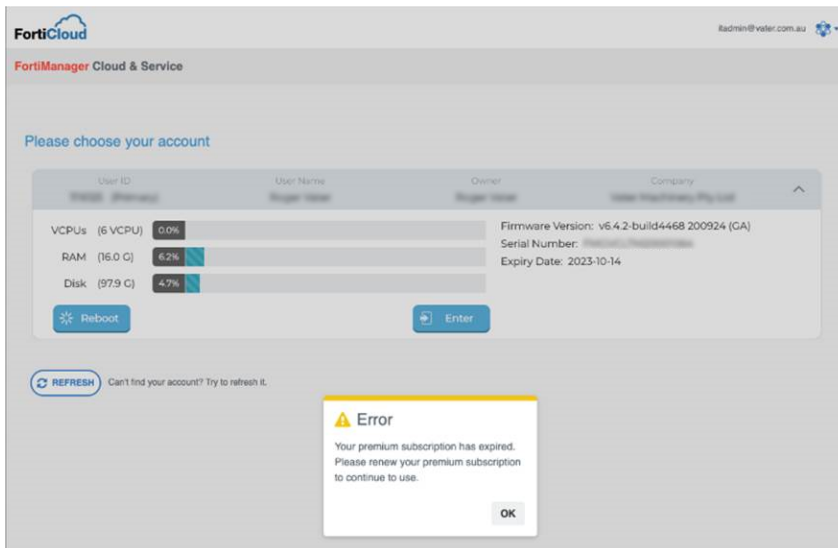 FortiCloud
itadmin@vater.com.au
FortiManager Cloud & Service
Please choose your account
User ID User Name Owner Company
VCPUs (6 VCPU) 0.0%
Firmware Version: v6.4.2-build4468 200924 (GA)
RAM (16.0 G) 6.2%
Serial Number:
Expiry Date: 2023-10-14
Disk (97.9 G) 4.7%
Reboot
Enter
REFRESH Can't find your account? Try to refresh it.
Error
Your premium subscription has expired.
Please renew your premium subscription
to continue to use.
OK